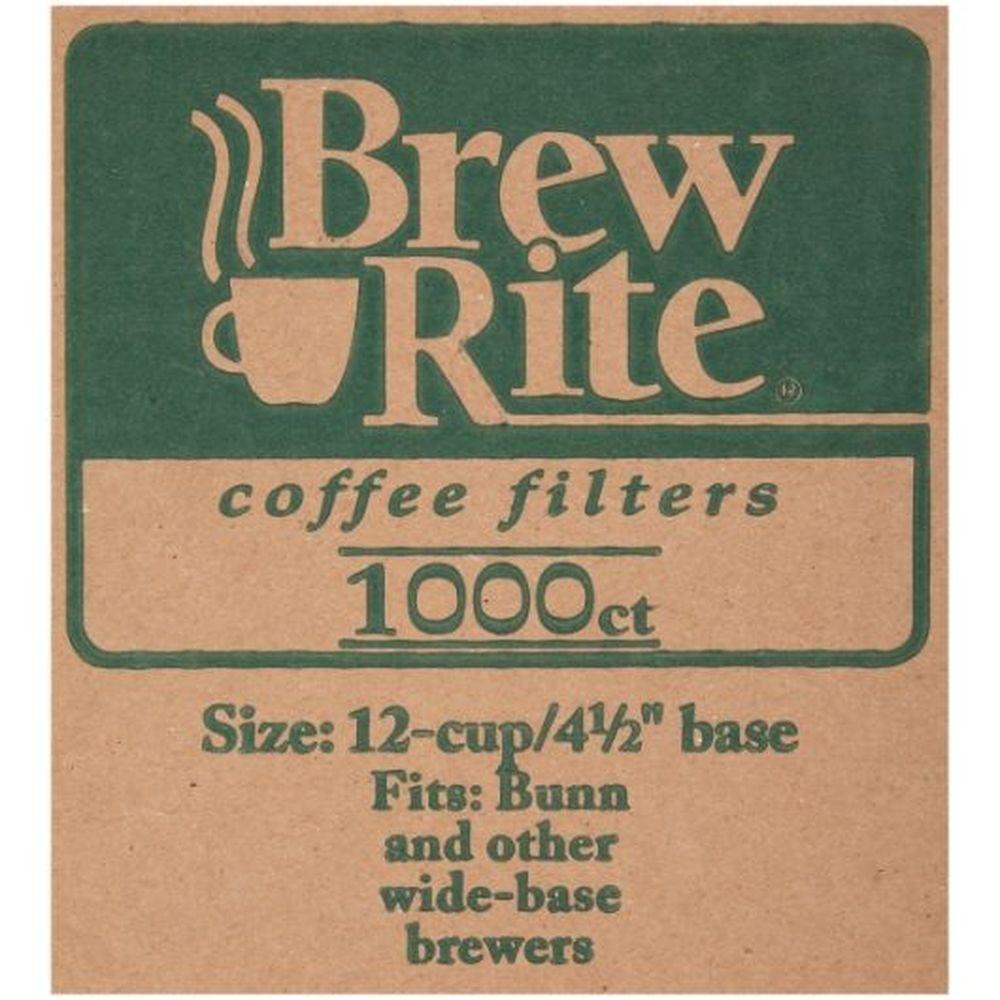 Brew
Rite®
coffee filters
1000ct
Size: 12-cup/4½" base
Fits: Bunn
and other
wide-base
brewers